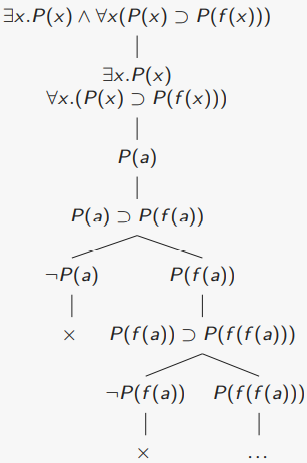 ∃x.P(x) ∧ ∀x(P(x) ⊃ P(f(x)))
∃x.P(x)
∀x.(P(x) ⊃ P(f(x)))
P(a)
P(a) ⊃ P(f(a))
¬P(a) P(f(a))
× P(f(a)) ⊃ P(f(f(a)))
¬P(f(a)) P(f(f(a)))
× ...